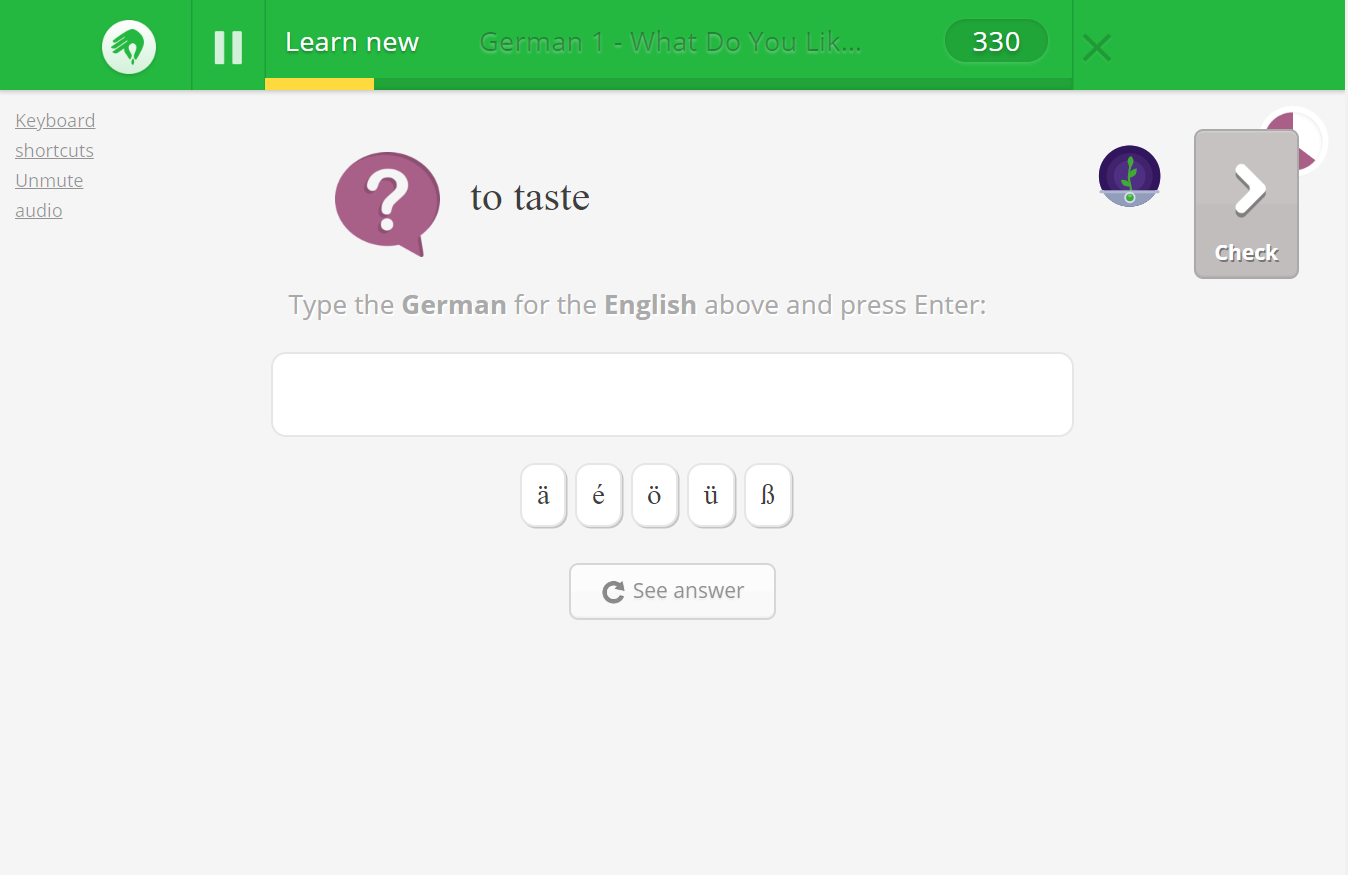 Learn new
German 1 - What Do You Lik...
330
Keyboard
shortcuts
Unmute
audio
?
to taste
Check
Type the German for the English above and press Enter:
ä é ö ü ß
See answer